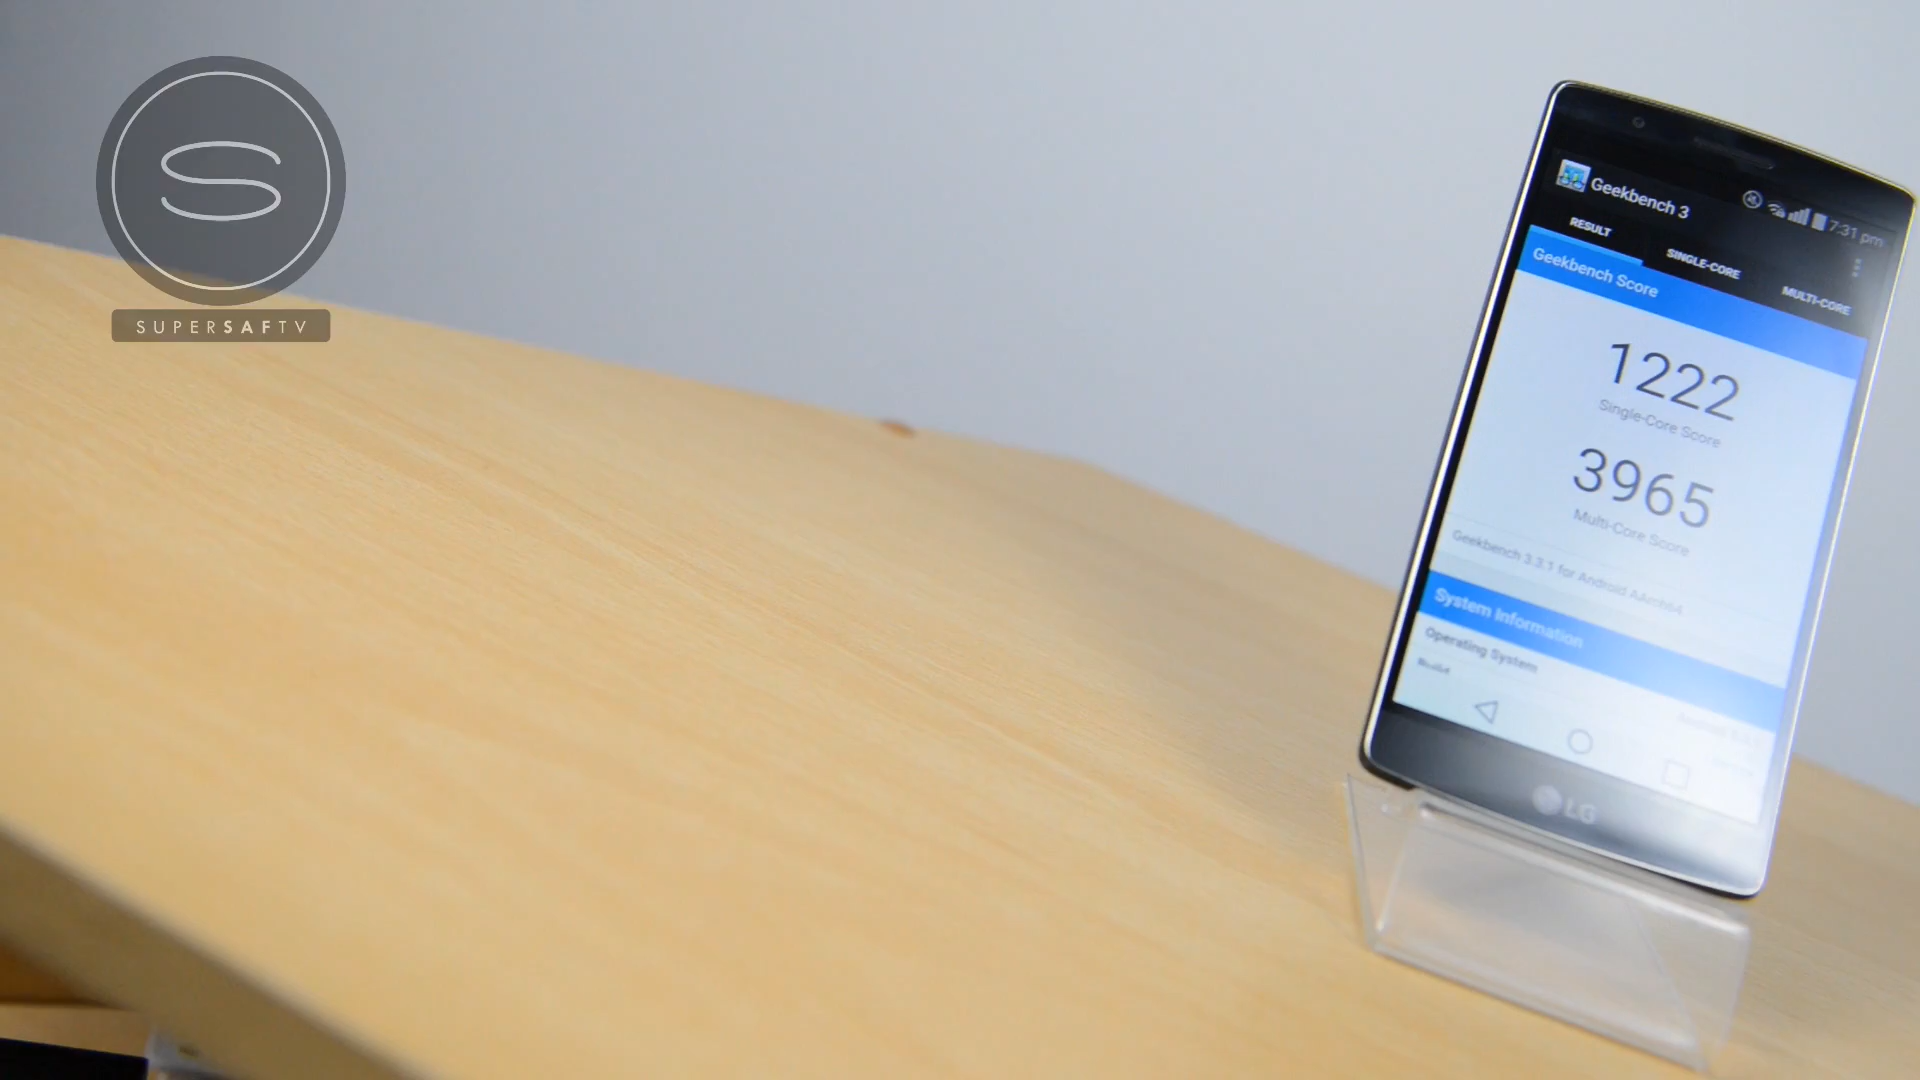 SUPERSAFTV
Geekbench 3
7:31 pm
RESULT
SINGLE-CORE
MULTI-CORE
Geekbench Score
1222
Single-Core Score
3965
Multi-Core Score
Geekbench 3.3.1 for Android AArch64
System Information
Operating System
LG